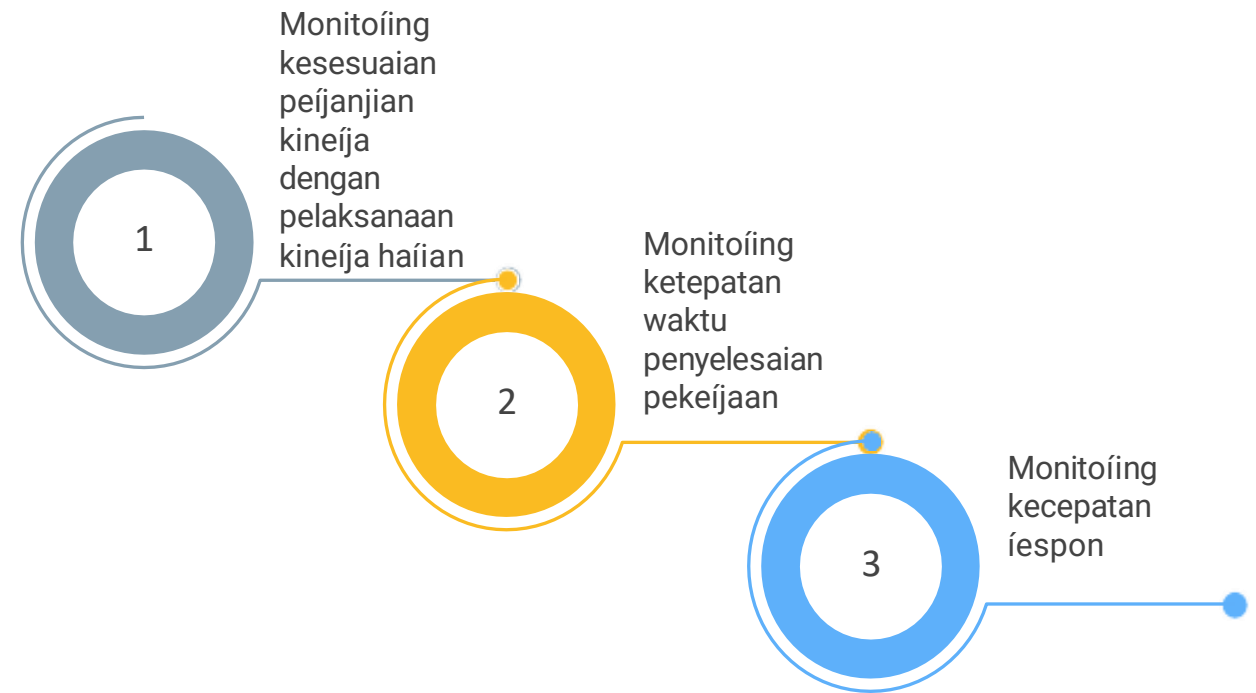 Monitoíing
kesesuaian
peíjanjian
kineíja
dengan
pelaksanaan
kineíja haíian
1
Monitoíing
ketepatan
waktu
penyelesaian
pekeíjaan
2
Monitoíing
kecepatan
íespon
3